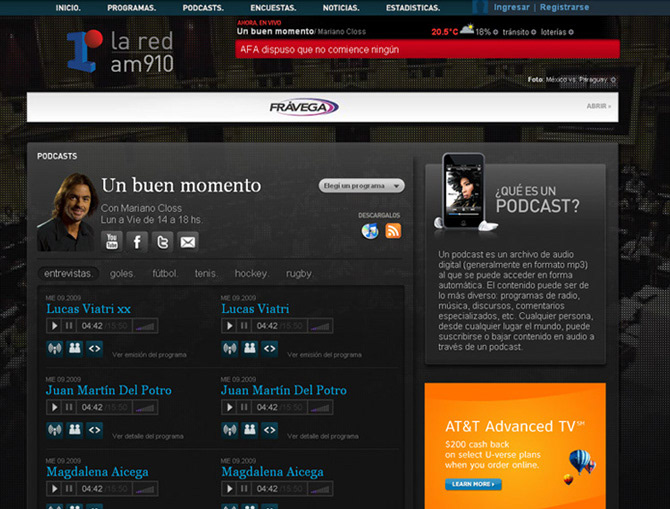 INICIO. PROGRAMAS. PODCASTS. ENCUESTAS. NOTICIAS. ESTADISTICAS. Ingresar | Registrarse
AHORA, EN VIVO
Un buen momento / Mariano Closs 20.5°C 16% tránsito loterías
AFA dispuso que no comience ningún
la red
am910
Foto: México vs. Paraguay
FRÁVEGA
ABRIR
PODCASTS
Un buen momento
Elegí un programa
Con Mariano Closs
Lun a Vie de 14 a 18 hs.
You Tube f t
DESCARGALOS
entrevistas. goles. fútbol. tenis. hockey. rugby.
MIE 09.2009 MIE 09.2009
Lucas Viatri xx Lucas Viatri
04:42 /15:50 04:42 /15:50
Ver emisión del programa Ver emisión del programa
MIE 09.2009 MIE 09.2009
Juan Martín Del Potro Juan Martín Del Potro
04:42 /15:50 04:42 /15:50
Ver detalle del programa Ver detalle del programa
MIE 09.2009 MIE 09.2009
Magdalena Aicega Magdalena Aicega
04:42 /15:50 04:42 /15:50
¿QUÉ ES UN
PODCAST?
Un podcast es un archivo de audio
digital (generalmente en formato mp3)
al que se puede acceder en forma
automática. El contenido puede ser de
lo más diverso: programas de radio,
música, discursos, comentarios
especializados, etc. Cualquier persona,
desde cualquier lugar el mundo, puede
suscribirse o bajar contenido en audio a
través de un podcast.
AT&T Advanced TV℠
$200 cash back
on select U-verse plans
when you order online.
LEARN MORE